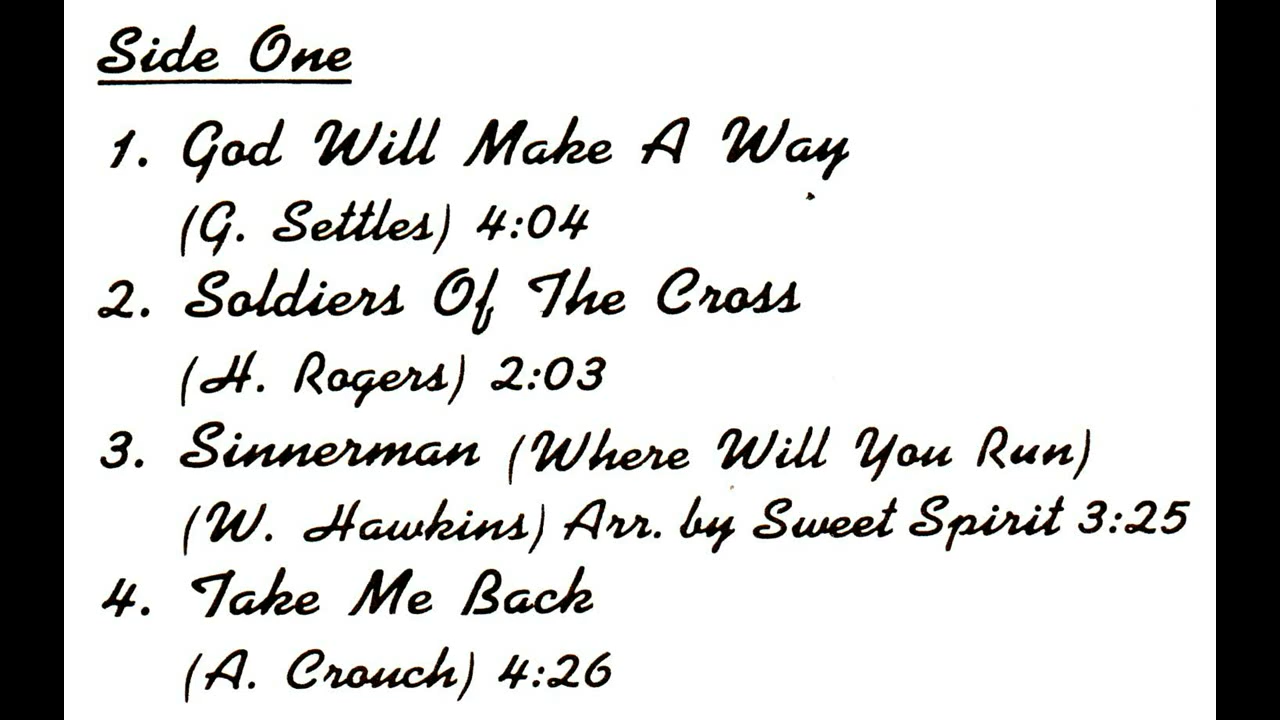 Side One
1. God Will Make A Way
(G. Settles) 4:04
2. Soldiers Of The Cross
(H. Rogers) 2:03
3. Sinnerman (Where Will You Run)
(W. Hawkins) Arr. by Sweet Spirit 3:25
4. Take Me Back
(A. Crouch) 4:26